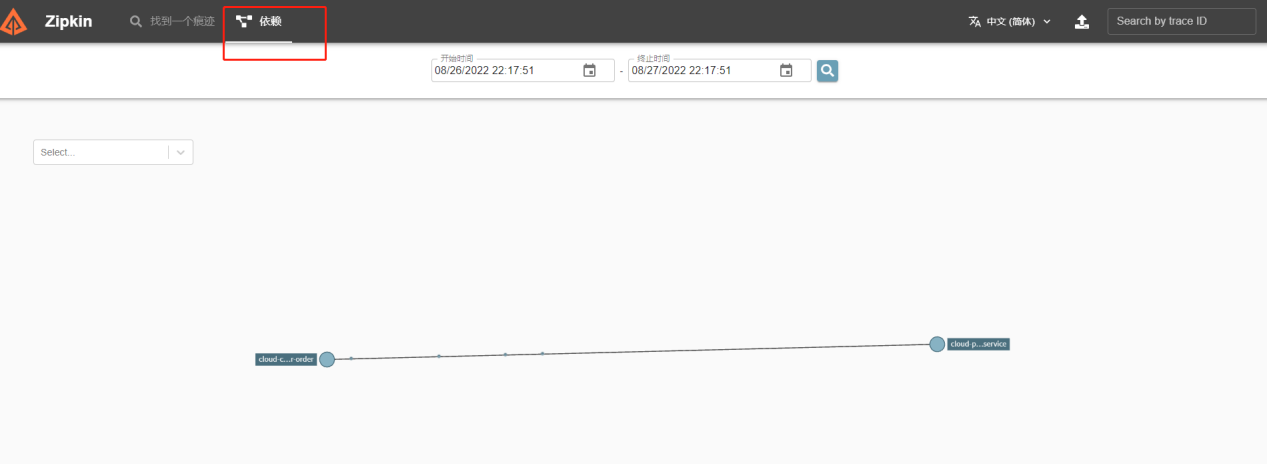 Zipkin
找到一个痕迹
依赖
中文 (简体)
Search by trace ID
开始时间
08/26/2022 22:17:51
-
终止时间
08/27/2022 22:17:51
Select...
cloud-c...r-order
cloud-p...service